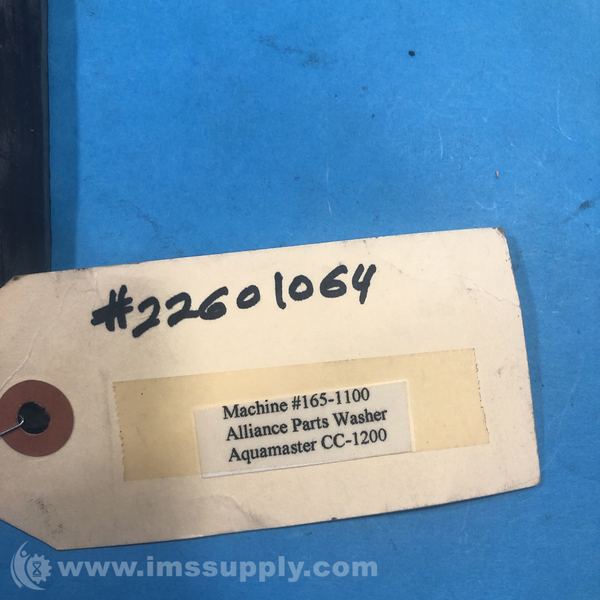 #22601064
Machine #165-1100
Alliance Parts Washer
Aquamaster CC-1200
www.imssupply.com